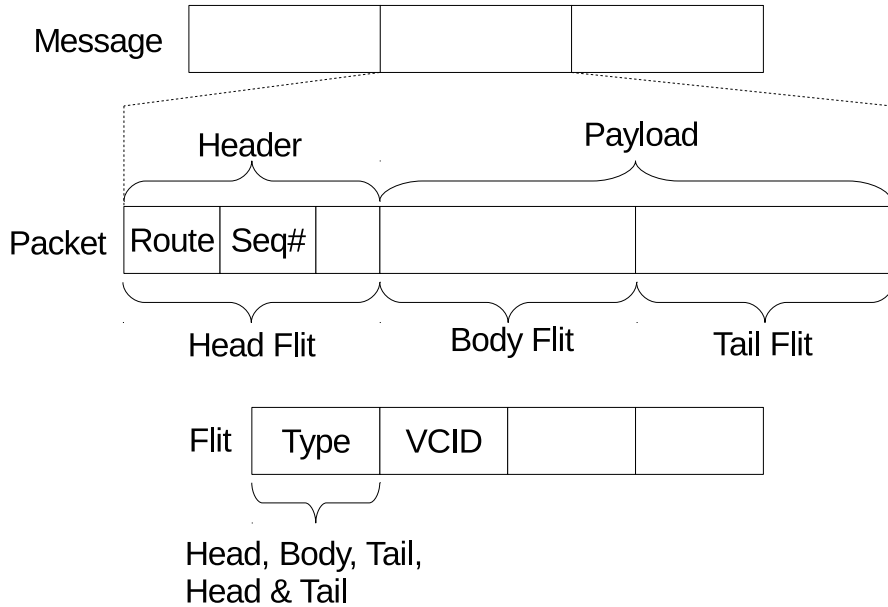 Message
Header
Payload
Packet
Route
Seq#
Head Flit
Body Flit
Tail Flit
Flit
Type
VCID
Head, Body, Tail,
Head & Tail